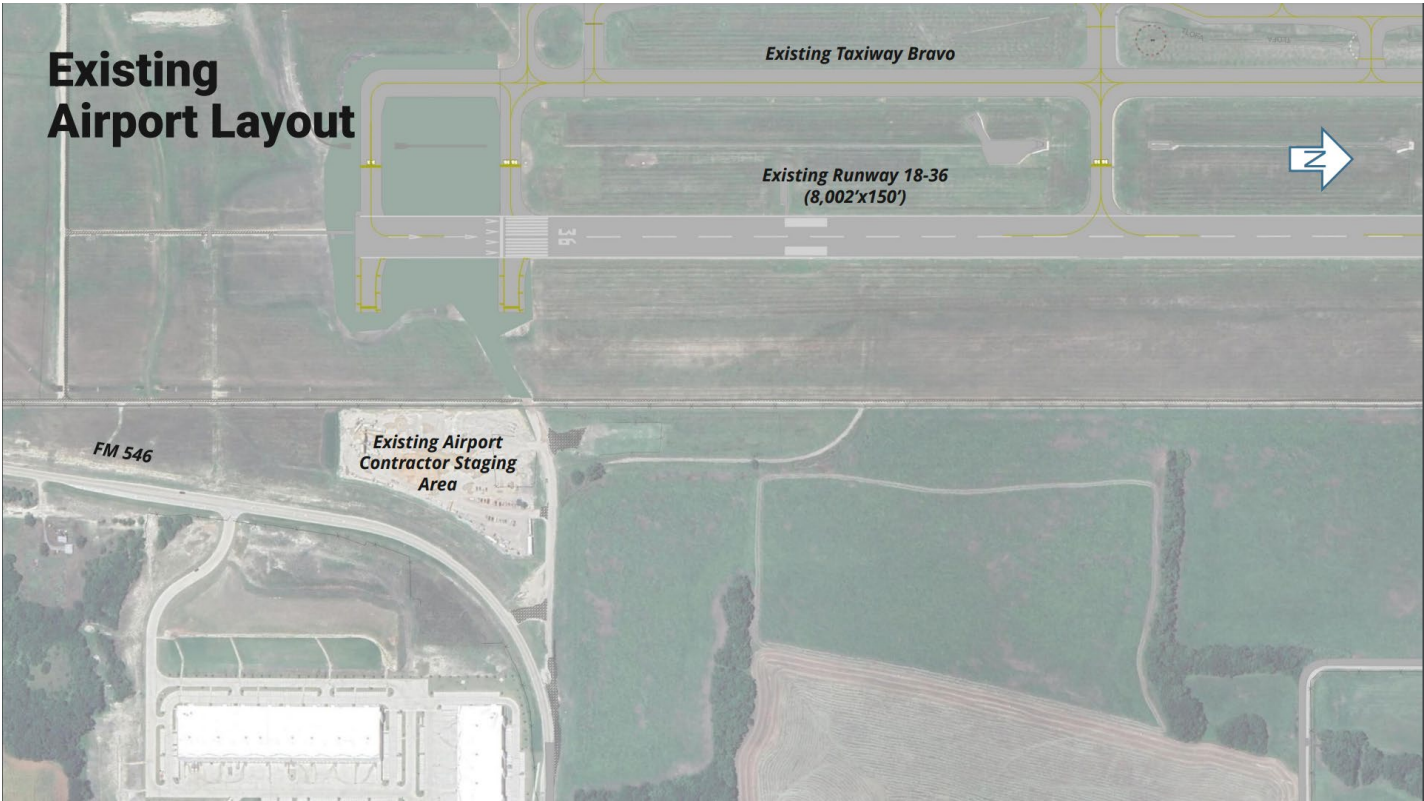 Existing
Airport Layout
Existing Taxiway Bravo
Existing Runway 18-36
(8,002’x150’)
N
36
FM 546
Existing Airport
Contractor Staging
Area